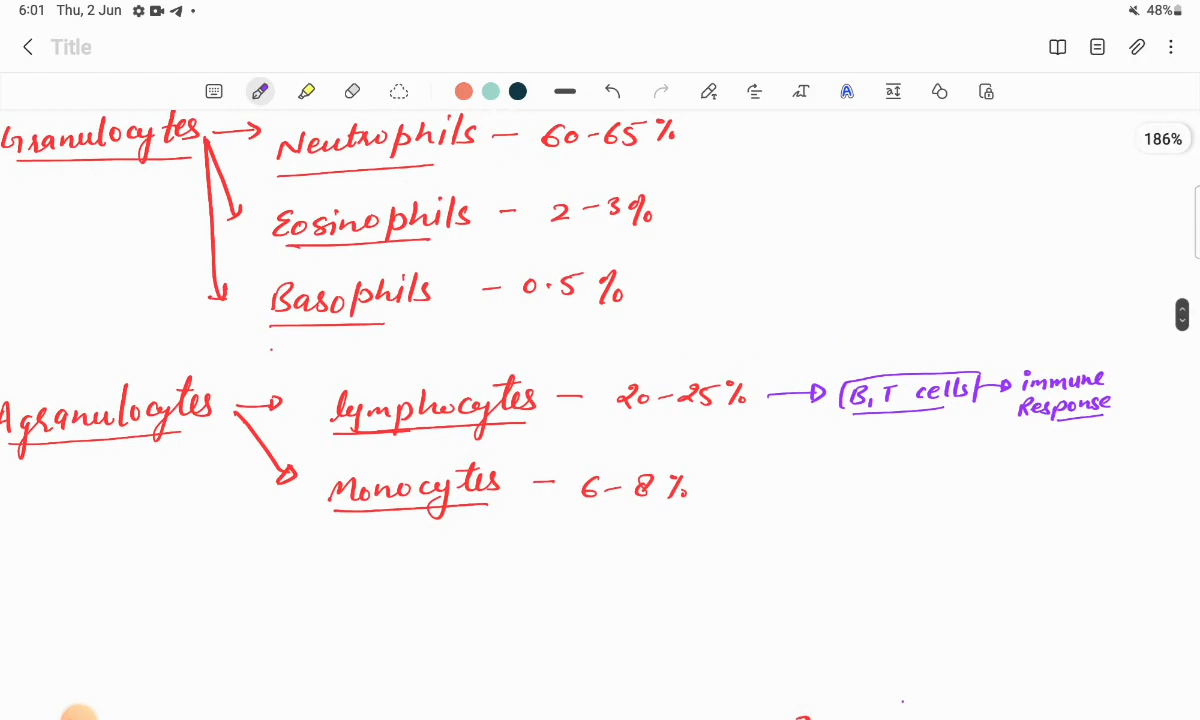 6:01 Thu, 2 Jun 48%
Title
186%
Granulocytes → Neutrophils – 60-65%
Eosinophils – 2-3%
Basophils – 0.5%
Agranulocytes → lymphocytes – 20-25% → B, T cells → immune Response
Monocytes – 6-8%